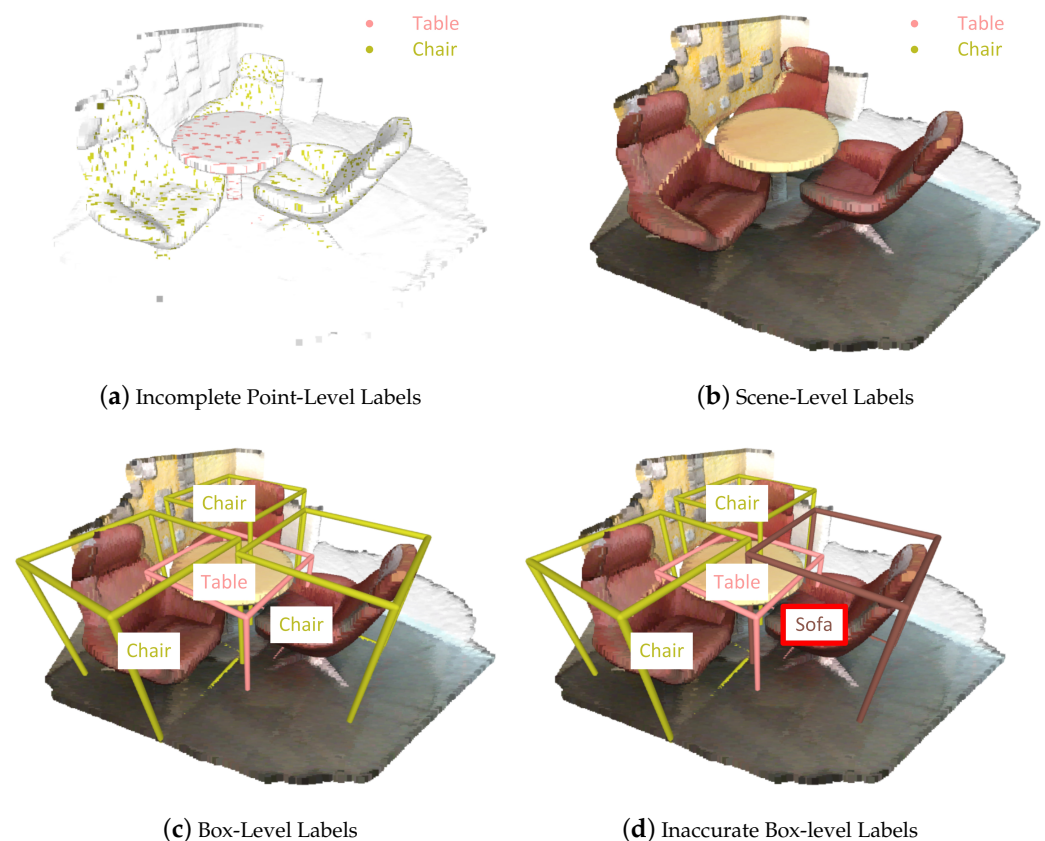 Table
Chair
Table
Chair
(a) Incomplete Point-Level Labels
(b) Scene-Level Labels
Chair
Table
Chair
Chair
Chair
Table
Sofa
Chair
(c) Box-Level Labels
(d) Inaccurate Box-level Labels